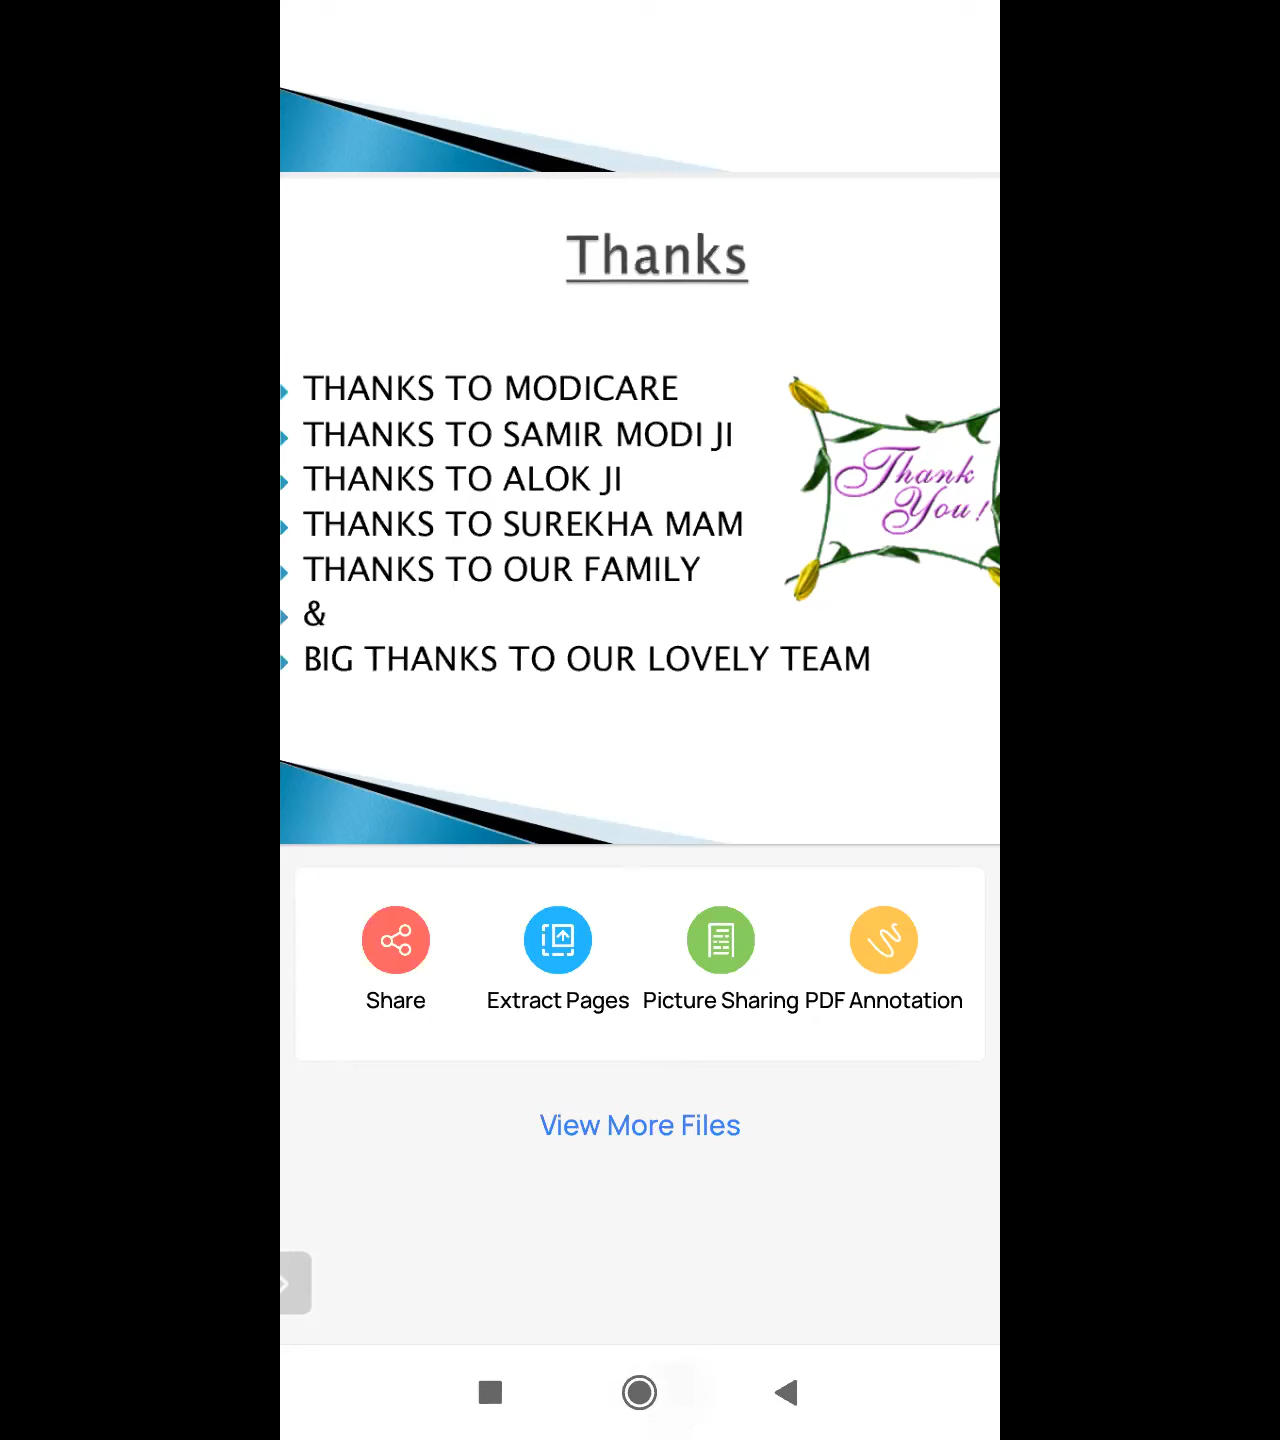 Thanks
THANKS TO MODICARE
THANKS TO SAMIR MODI JI
THANKS TO ALOK JI
THANKS TO SUREKHA MAM
THANKS TO OUR FAMILY
&
BIG THANKS TO OUR LOVELY TEAM
Thank
You!
Share
Extract Pages
Picture Sharing
PDF Annotation
View More Files